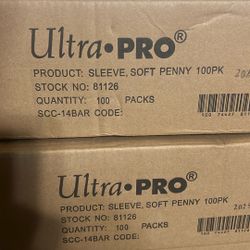 Ultra•PRO®
PRODUCT: SLEEVE, SOFT PENNY 100PK
STOCK NO: 81126
QUANTITY: 100 PACKS
SCC-14BAR CODE:
Ultra•PRO®
PRODUCT: SLEEVE, SOFT PENNY 100PK
STOCK NO: 81126
QUANTITY: 100 PACKS
SCC-14BAR CODE: